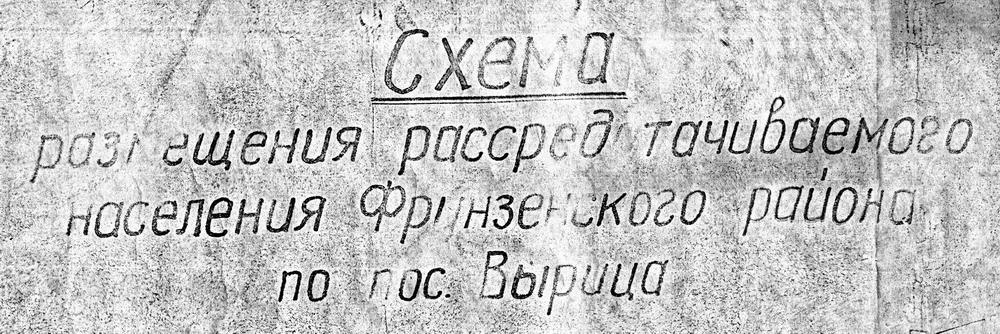 Схема
размещения рассредотачиваемого
населения Фрунзенского района
по пос. Вырица